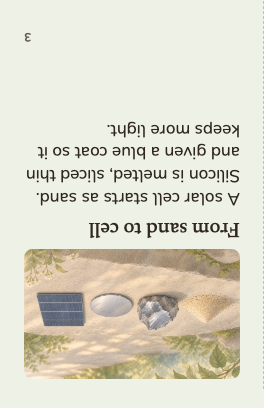 From sand to cell
A solar cell starts as sand.
Silicon is melted, sliced thin
and given a blue coat so it
keeps more light.
3